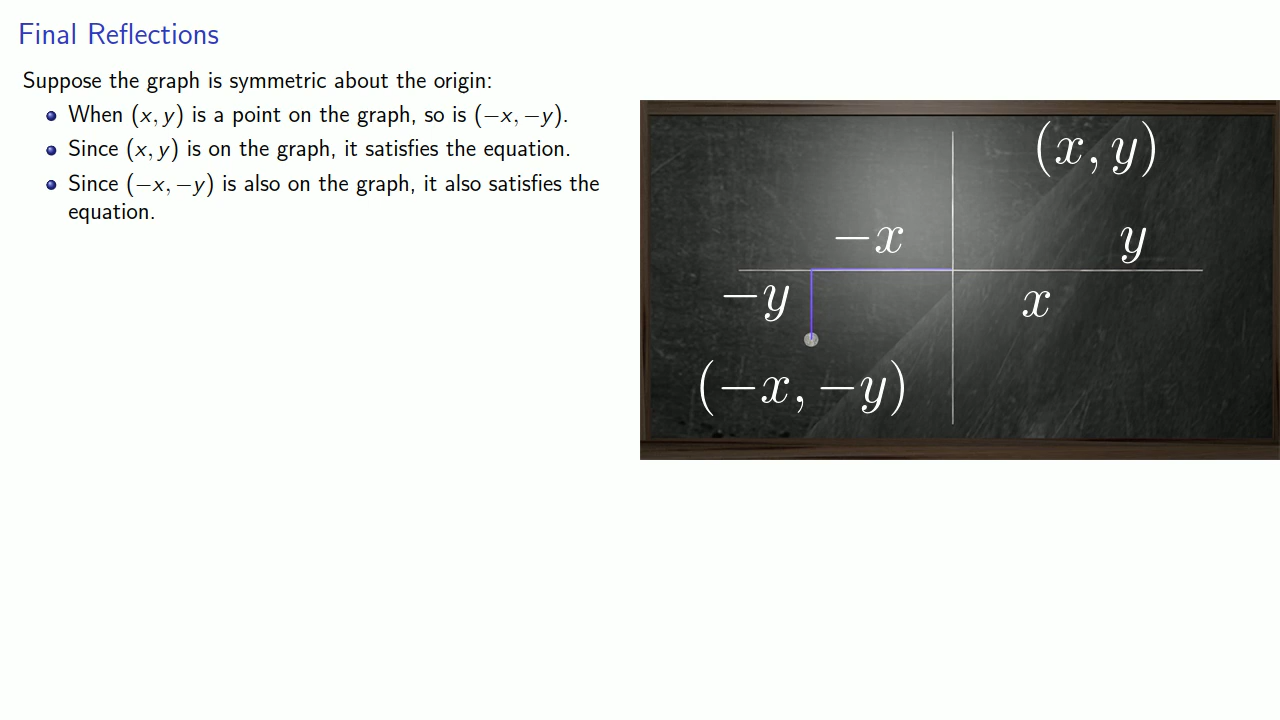 Final Reflections
Suppose the graph is symmetric about the origin:
When (x, y) is a point on the graph, so is (−x, −y).
Since (x, y) is on the graph, it satisfies the equation.
Since (−x, −y) is also on the graph, it also satisfies the
equation.
(x, y)
−x
y
−y
x
(−x, −y)